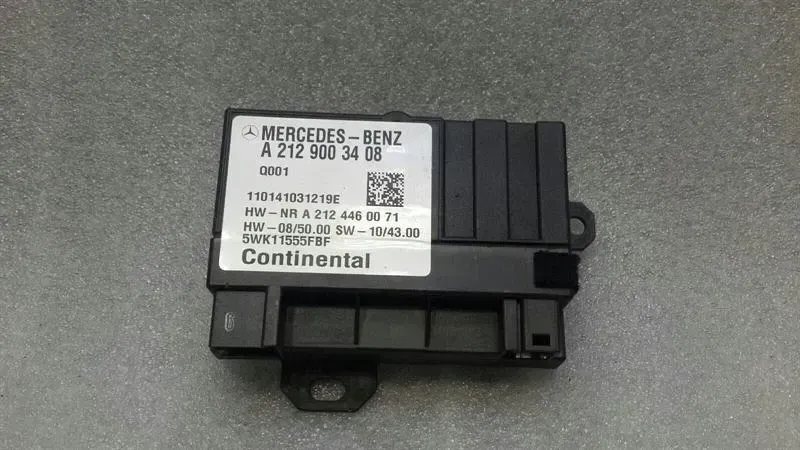 MERCEDES-BENZ
A 212 900 34 08
Q001
110141031219E
HW-NR A 212 446 00 71
HW-08/50.00 SW-10/43.00
5WK11555FBF
Continental